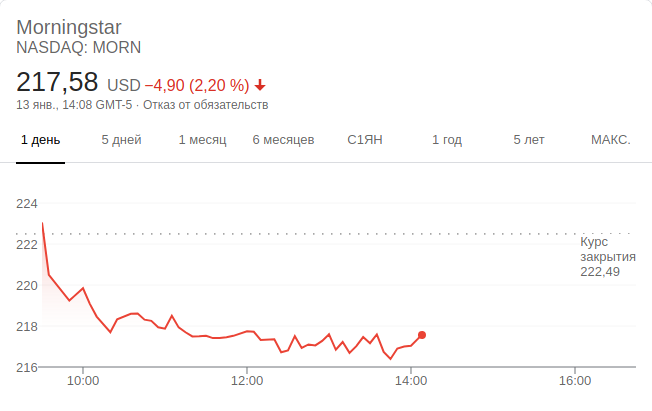 Morningstar
NASDAQ: MORN
217,58 USD −4,90 (2,20 %)
13 янв., 14:08 GMT-5 · Отказ от обязательств
1 день 5 дней 1 месяц 6 месяцев С1ЯН 1 год 5 лет МАКС.
224
222
220
218
216
Курс
закрытия
222,49
10:00 12:00 14:00 16:00